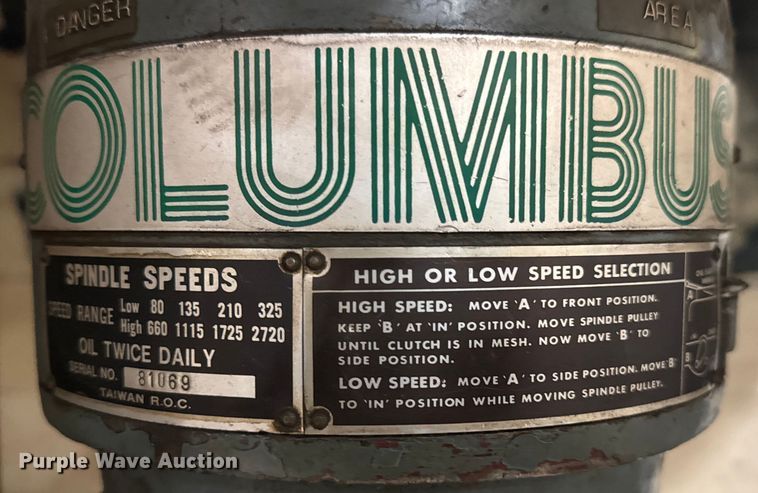 DANGER
AREA
COLUMBUS
SPINDLE SPEEDS
SPEED RANGE Low 80 135 210 325
High 660 1115 1725 2720
OIL TWICE DAILY
SERIAL NO. 81069
TAIWAN R.O.C.
HIGH OR LOW SPEED SELECTION
HIGH SPEED: MOVE 'A' TO FRONT POSITION.
KEEP 'B' AT 'IN' POSITION. MOVE SPINDLE PULLEY
UNTIL CLUTCH IS IN MESH. NOW MOVE 'B' TO
SIDE POSITION.
LOW SPEED: MOVE 'A' TO SIDE POSITION. MOVE 'B'
TO 'IN' POSITION WHILE MOVING SPINDLE PULLEY.
A
Purple Wave Auction